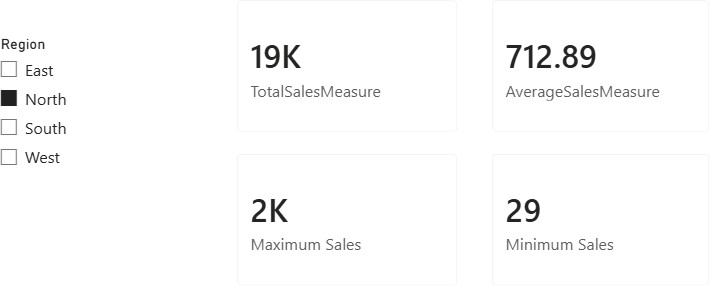 Region
East
North
South
West
19K
TotalSalesMeasure
712.89
AverageSalesMeasure
2K
Maximum Sales
29
Minimum Sales